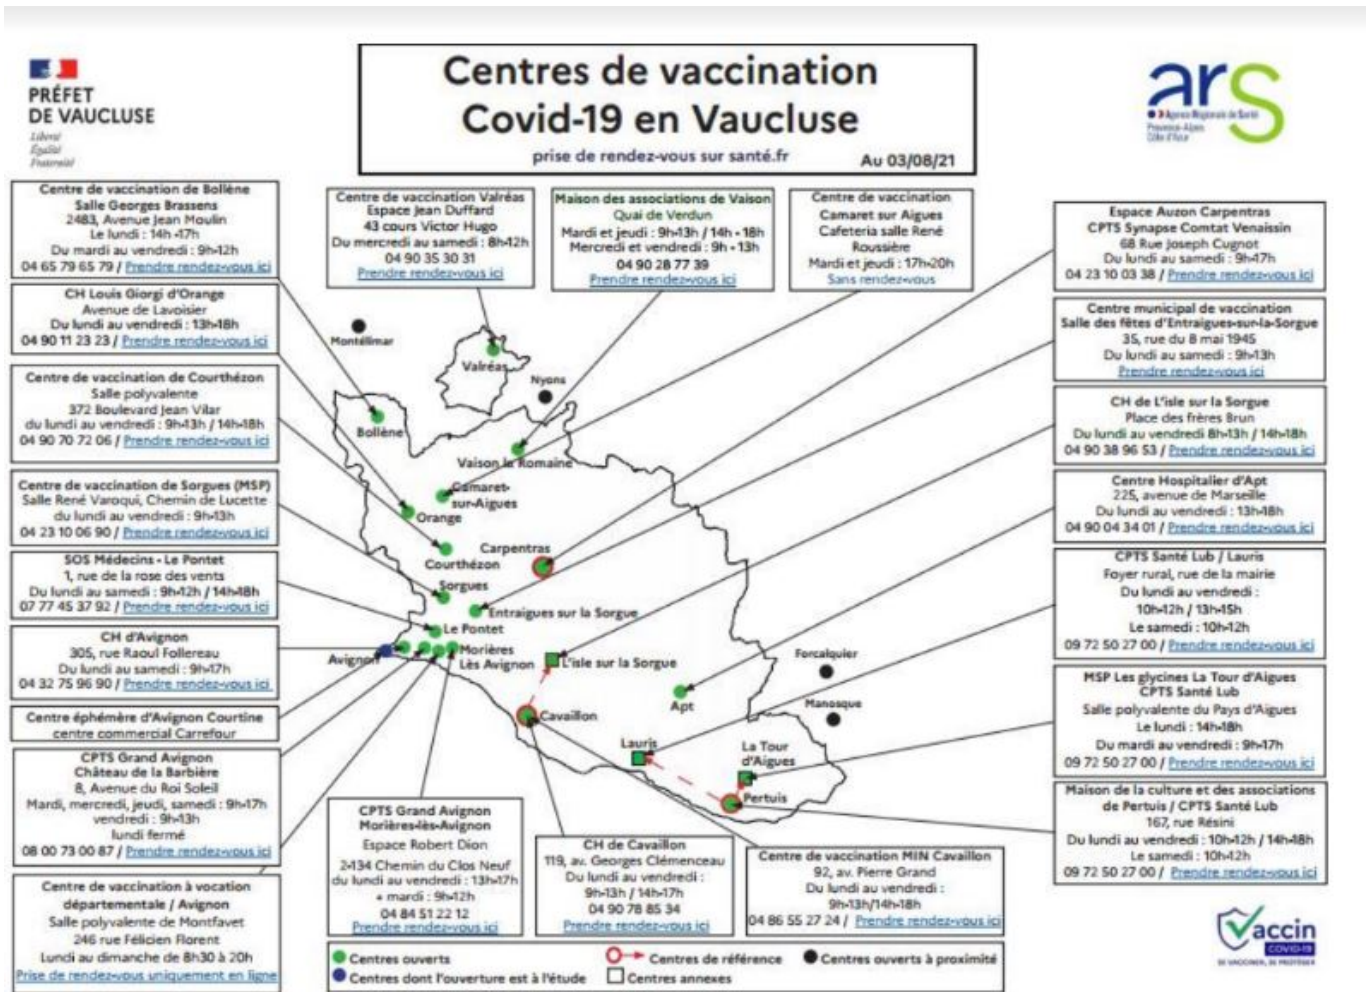 PRÉFET
DE VAUCLUSE
Liberté
Égalité
Fraternité
Centres de vaccination
Covid-19 en Vaucluse
prise de rendez-vous sur santé.fr
Au 03/08/21
ars
Agence Régionale de Santé
Provence-Alpes
Côte d'Azur
Centre de vaccination de Bollène
Salle Georges Brassens
2483, Avenue Jean Moulin
Le lundi : 14h -17h
Du mardi au vendredi : 9h-12h
04 65 79 65 79 / Prendre rendez-vous ici
CH Louis Giorgi d'Orange
Avenue de Lavoisier
Du lundi au vendredi : 13h-18h
04 90 11 23 23 / Prendre rendez-vous ici
Centre de vaccination de Courthézon
Salle polyvalente
372 Boulevard Jean Vilar
du lundi au vendredi : 9h-13h / 14h-18h
04 90 70 72 06 / Prendre rendez-vous ici
Centre de vaccination de Sorgues (MSP)
Salle René Varoqui, Chemin de Lucette
du lundi au vendredi : 9h-13h
04 23 10 06 90 / Prendre rendez-vous ici
SOS Médecins - Le Pontet
1, rue de la rose des vents
Du lundi au samedi : 9h-12h / 14h-18h
07 77 45 37 92 / Prendre rendez-vous ici
CH d'Avignon
305, rue Raoul Follereau
Du lundi au samedi : 9h-17h
04 32 75 96 90 / Prendre rendez-vous ici
Centre éphémère d'Avignon Courtine
centre commercial Carrefour
CPTS Grand Avignon
Château de la Barbière
8, Avenue du Roi Soleil
Mardi, mercredi, jeudi, samedi : 9h-17h
vendredi : 9h-13h
lundi fermé
08 00 73 00 87 / Prendre rendez-vous ici
Centre de vaccination à vocation
départementale / Avignon
Salle polyvalente de Montfavet
246 rue Félicien Florent
Lundi au dimanche de 8h30 à 20h
Prise de rendez-vous uniquement en ligne
Centre de vaccination Valréas
Espace Jean Duffard
43 cours Victor Hugo
Du mercredi au samedi : 8h-12h
04 90 35 30 31
Prendre rendez-vous ici
Maison des associations de Vaison
Quai de Verdun
Mardi et jeudi : 9h-13h / 14h - 18h
Mercredi et vendredi : 9h - 13h
04 90 28 77 39
Prendre rendez-vous ici
Centre de vaccination
Camaret sur Aigues
Cafeteria salle René
Roussière
Mardi et jeudi : 17h-20h
Sans rendez-vous
Espace Auzon Carpentras
CPTS Synapse Comtat Venaissin
68 Rue Joseph Cugnot
Du lundi au samedi : 9h-17h
04 23 10 03 38 / Prendre rendez-vous ici
Centre municipal de vaccination
Salle des fêtes d'Entraigues-sur-la-Sorgue
35, rue du 8 mai 1945
Du lundi au samedi : 9h-13h
Prendre rendez-vous ici
CH de L'isle sur la Sorgue
Place des frères Brun
Du lundi au vendredi 8h-13h / 14h-18h
04 90 38 96 53 / Prendre rendez-vous ici
Centre Hospitalier d'Apt
225, avenue de Marseille
Du lundi au vendredi : 13h-18h
04 90 04 34 01 / Prendre rendez-vous ici
CPTS Santé Lub / Lauris
Foyer rural, rue de la mairie
Du lundi au vendredi :
10h-12h / 13h-15h
Le samedi : 10h-12h
09 72 50 27 00 / Prendre rendez-vous ici
MSP Les glycines La Tour d'Aigues
CPTS Santé Lub
Salle polyvalente du Pays d'Aigues
Le lundi : 14h-18h
Du mardi au vendredi : 9h-17h
09 72 50 27 00 / Prendre rendez-vous ici
Maison de la culture et des associations
de Pertuis / CPTS Santé Lub
167, rue Résini
Du lundi au vendredi : 10h-12h / 14h-18h
Le samedi : 10h-12h
09 72 50 27 00 / Prendre rendez-vous ici
Montélimar
Valréas
Nyons
Bollène
Vaison la Romaine
Camaret-
sur-Aigues
Orange
Carpentras
Courthézon
Sorgues
Entraigues sur la Sorgue
Le Pontet
Avignon
Morières
Lès Avignon
L'isle sur la Sorgue
Forcalquier
Apt
Manosque
Cavaillon
Lauris
La Tour
d'Aigues
Pertuis
CPTS Grand Avignon
Morières-lès-Avignon
Espace Robert Dion
2-134 Chemin du Clos Neuf
du lundi au vendredi : 13h-17h
+ mardi : 9h-12h
04 84 51 22 12
Prendre rendez-vous ici
CH de Cavaillon
119, av. Georges Clémenceau
Du lundi au vendredi :
9h-13h / 14h-17h
04 90 78 85 34
Prendre rendez-vous ici
Centre de vaccination MIN Cavaillon
92, av. Pierre Grand
Du lundi au vendredi :
9h-13h/14h-18h
04 86 55 27 24 / Prendre rendez-vous ici
Centres ouverts
Centres de référence
Centres ouverts à proximité
Centres dont l'ouverture est à l'étude
Centres annexes
Vaccin
COVID-19
SE VACCINER, SE PROTÉGER